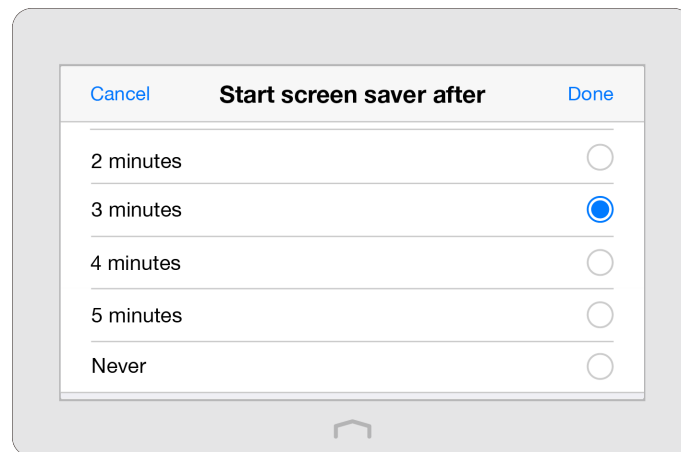 Cancel Start screen saver after Done
2 minutes
3 minutes
4 minutes
5 minutes
Never